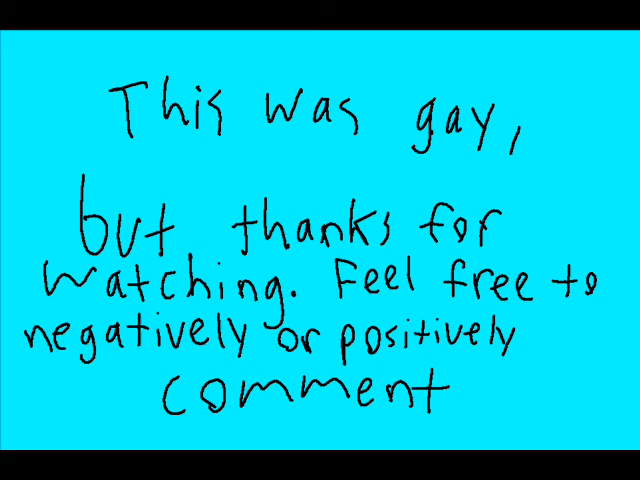 This was gay,
but thanks for
watching. Feel free to
negatively or positively
comment